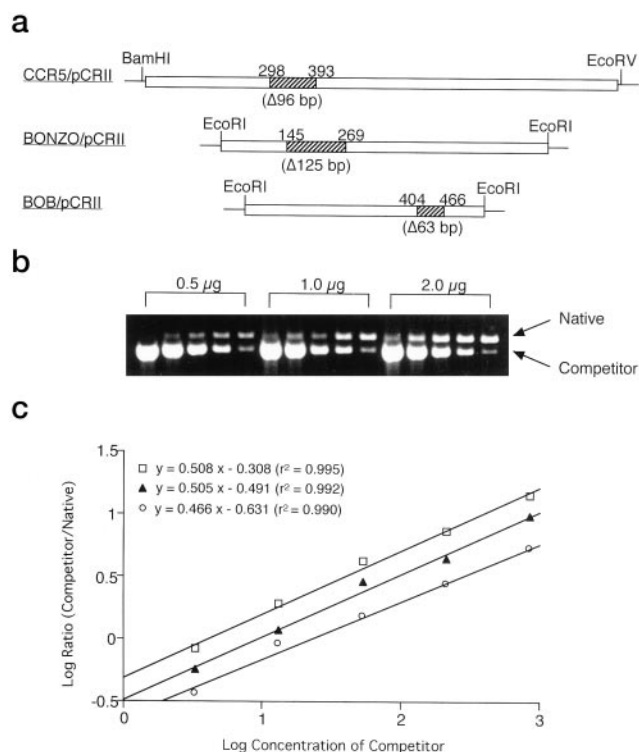 a
BamHI EcoRV
CCR5/pCRII 298 393
(Δ96 bp)
EcoRI EcoRI
BONZO/pCRII 145 269
(Δ125 bp)
EcoRI EcoRI
BOB/pCRII 404 466
(Δ63 bp)
b
0.5 µg 1.0 µg 2.0 µg
Native
Competitor
c
1.5
□ y = 0.508 x - 0.308 (r² = 0.995)
▲ y = 0.505 x - 0.491 (r² = 0.992)
○ y = 0.466 x - 0.631 (r² = 0.990)
1
0.5
0
-0.5
Log Ratio (Competitor/Native)
0 1 2 3
Log Concentration of Competitor